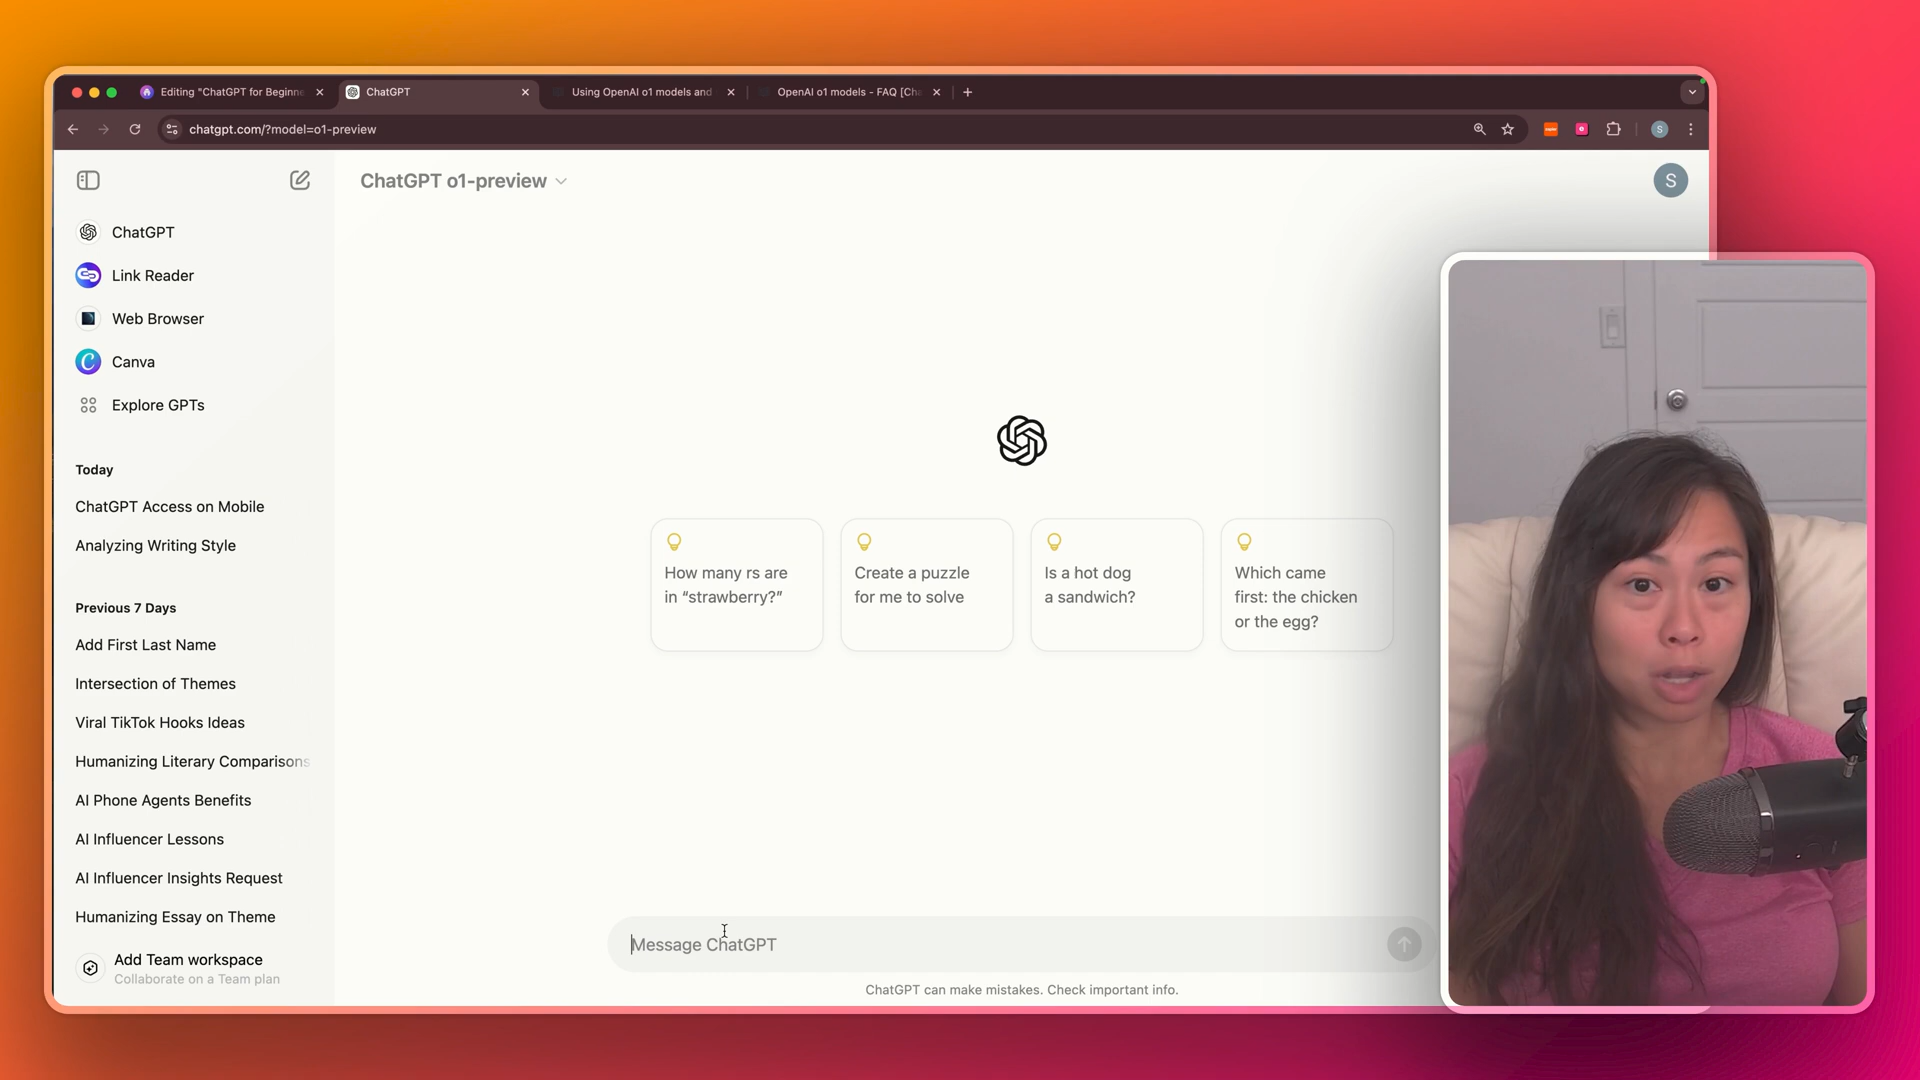 Editing "ChatGPT for Beginne
ChatGPT
Using OpenAI o1 models and
OpenAI o1 models - FAQ [Cha
chatgpt.com/?model=o1-preview
S
ChatGPT o1-preview
S
ChatGPT
Link Reader
Web Browser
Canva
Explore GPTs
Today
ChatGPT Access on Mobile
Analyzing Writing Style
Previous 7 Days
Add First Last Name
Intersection of Themes
Viral TikTok Hooks Ideas
Humanizing Literary Comparisons
AI Phone Agents Benefits
AI Influencer Lessons
AI Influencer Insights Request
Humanizing Essay on Theme
Add Team workspace
Collaborate on a Team plan
How many rs are
in “strawberry?”
Create a puzzle
for me to solve
Is a hot dog
a sandwich?
Which came
first: the chicken
or the egg?
Message ChatGPT
ChatGPT can make mistakes. Check important info.